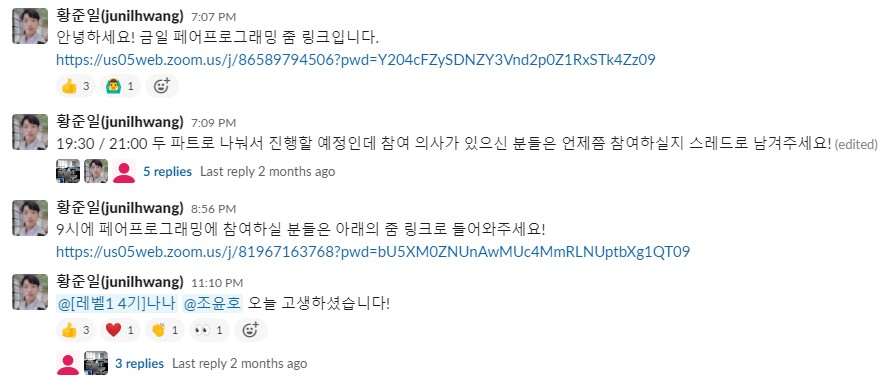 황준일(junilhwang) 7:07 PM
안녕하세요! 금일 페어프로그래밍 줌 링크입니다.
https://us05web.zoom.us/j/86589794506?pwd=Y204cFZySDNZY3Vnd2p0Z1RxSTk4Zz09
3 1
황준일(junilhwang) 7:09 PM
19:30 / 21:00 두 파트로 나눠서 진행할 예정인데 참여 의사가 있으신 분들은 언제쯤 참여하실지 스레드로 남겨주세요! (edited)
5 replies Last reply 2 months ago
황준일(junilhwang) 8:56 PM
9시에 페어프로그래밍에 참여하실 분들은 아래의 줌 링크로 들어와주세요!
https://us05web.zoom.us/j/81967163768?pwd=bU5XM0ZNUnAwMUc4MmRLNUptbXg1QT09
황준일(junilhwang) 11:10 PM
@[레벨1 4기]나나 @조윤호 오늘 고생하셨습니다!
3 1 1 1
3 replies Last reply 2 months ago